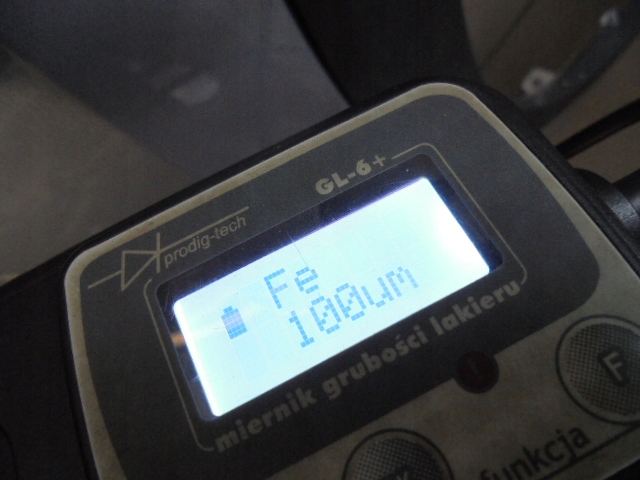 GL-6+
prodig-tech
Fe
100um
miernik grubości lakieru
F
funkcja